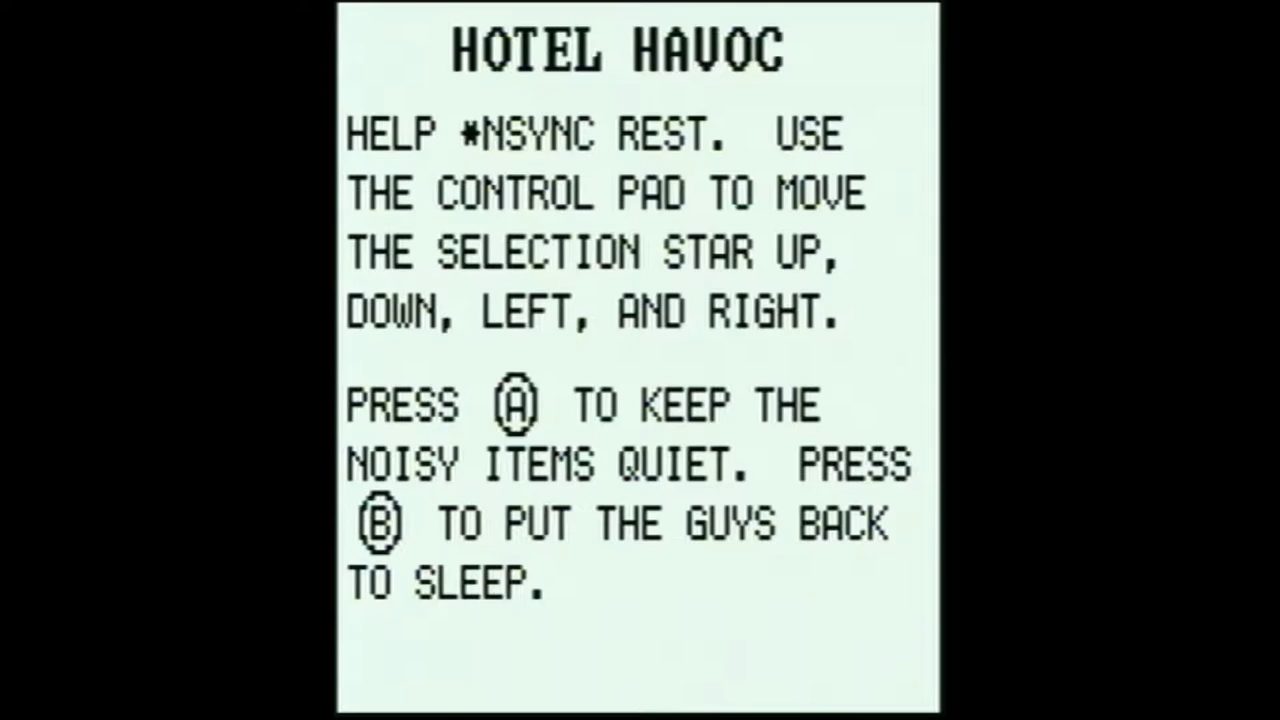 HOTEL HAVOC
HELP *NSYNC REST.  USE
THE CONTROL PAD TO MOVE
THE SELECTION STAR UP,
DOWN, LEFT, AND RIGHT.
PRESS Ⓐ TO KEEP THE
NOISY ITEMS QUIET.  PRESS
Ⓑ TO PUT THE GUYS BACK
TO SLEEP.